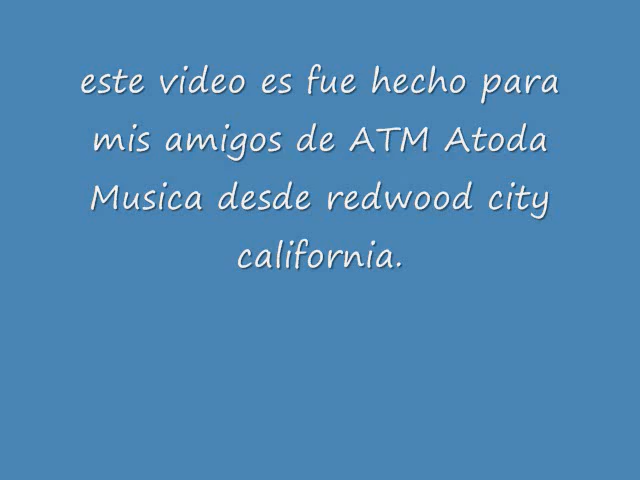 este video es fue hecho para
mis amigos de ATM Atoda
Musica desde redwood city
california.